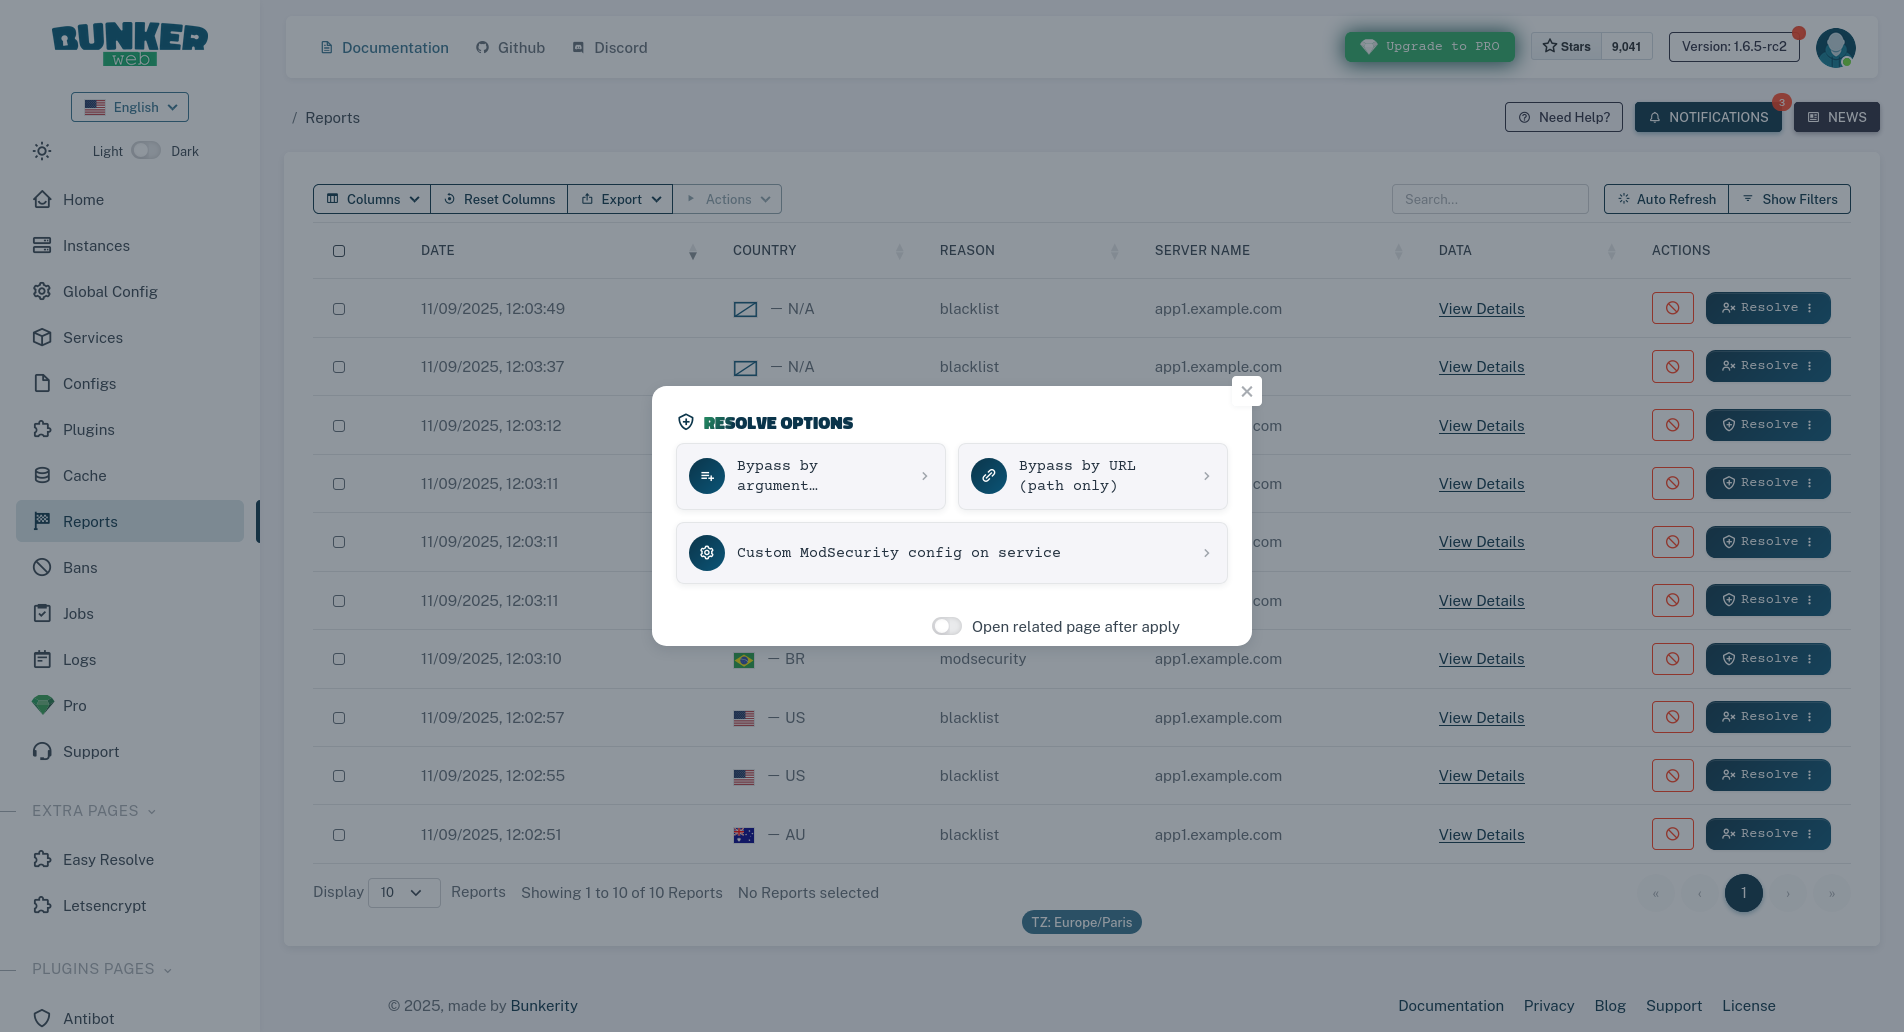 BUNKER
web
Documentation Github Discord
Upgrade to PRO
Stars 9,041
Version: 1.6.5-rc2
English
Light Dark
/ Reports
Need Help?
NOTIFICATIONS 3
NEWS
Home
Instances
Global Config
Services
Configs
Plugins
Cache
Reports
Bans
Jobs
Logs
Pro
Support
EXTRA PAGES
Easy Resolve
Letsencrypt
PLUGINS PAGES
Antibot
Columns Reset Columns Export Actions
Search...
Auto Refresh Show Filters
DATE COUNTRY REASON SERVER NAME DATA ACTIONS
11/09/2025, 12:03:49 — N/A blacklist app1.example.com View Details Resolve
11/09/2025, 12:03:37 — N/A blacklist app1.example.com View Details Resolve
11/09/2025, 12:03:12 .com View Details Resolve
11/09/2025, 12:03:11 .com View Details Resolve
11/09/2025, 12:03:11 .com View Details Resolve
11/09/2025, 12:03:11 .com View Details Resolve
11/09/2025, 12:03:10 — BR modsecurity app1.example.com View Details Resolve
11/09/2025, 12:02:57 — US blacklist app1.example.com View Details Resolve
11/09/2025, 12:02:55 — US blacklist app1.example.com View Details Resolve
11/09/2025, 12:02:51 — AU blacklist app1.example.com View Details Resolve
RESOLVE OPTIONS
Bypass by
argument…
Bypass by URL
(path only)
Custom ModSecurity config on service
Open related page after apply
Display 10 Reports Showing 1 to 10 of 10 Reports No Reports selected
« ‹ 1 › »
TZ: Europe/Paris
© 2025, made by Bunkerity
Documentation Privacy Blog Support License